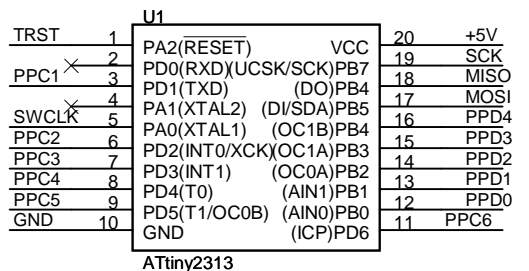 U1
TRST 1 PA2(RESET) VCC 20 +5V
2 PD0(RXD)(UCSK/SCK)PB7 19 SCK
PPC1 3 PD1(TXD) (DO)PB4 18 MISO
4 PA1(XTAL2) (DI/SDA)PB5 17 MOSI
SWCLK 5 PA0(XTAL1) (OC1B)PB4 16 PPD4
PPC2 6 PD2(INT0/XCK)(OC1A)PB3 15 PPD3
PPC3 7 PD3(INT1) (OC0A)PB2 14 PPD2
PPC4 8 PD4(T0) (AIN1)PB1 13 PPD1
PPC5 9 PD5(T1/OC0B) (AIN0)PB0 12 PPD0
GND 10 GND (ICP)PD6 11 PPC6
ATtiny2313